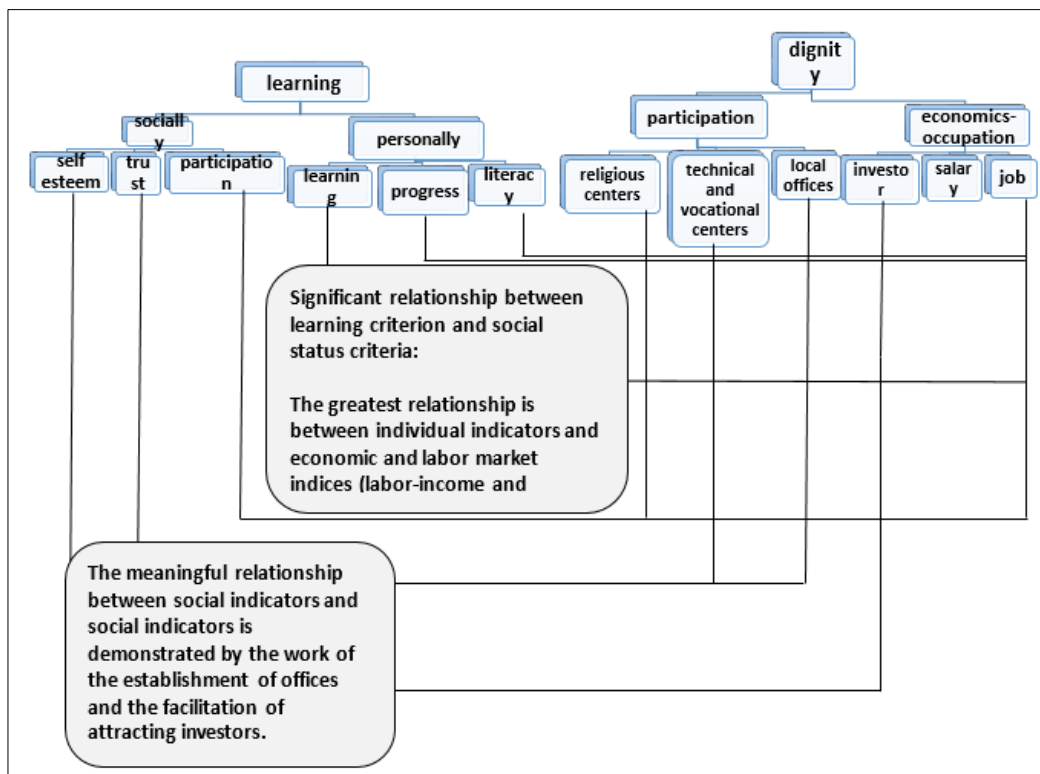 dignit
y
learning
participation
economics-
occupation
sociall
y
personally
self
esteem
tru
st
participatio
n
learnin
g
progress
literac
y
religious
centers
technical
and
vocational
centers
local
offices
investo
r
sala
ry
job
Significant relationship between
learning criterion and social
status criteria:
The greatest relationship is
between individual indicators and
economic and labor market
indices (labor-income and
The meaningful relationship
between social indicators and
social indicators is
demonstrated by the work of
the establishment of offices
and the facilitation of
attracting investors.